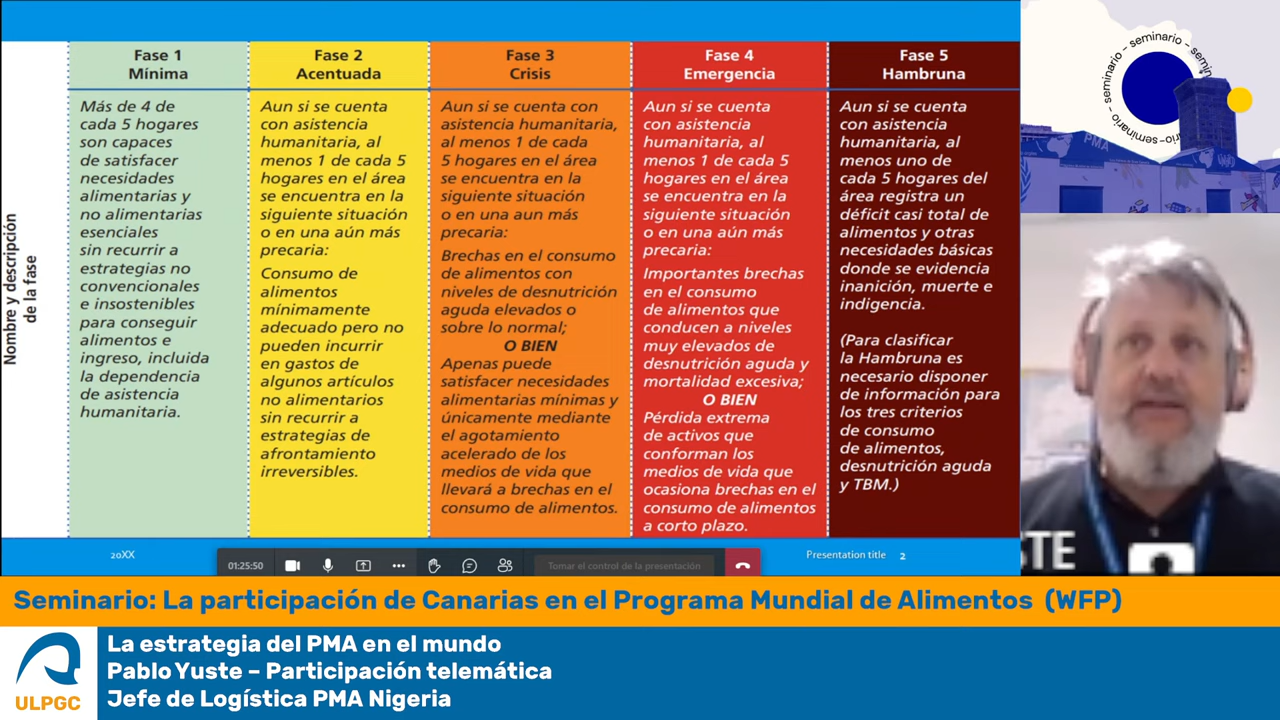 Nombre y descripción
de la fase
Fase 1
Mínima
Más de 4 de
cada 5 hogares
son capaces
de satisfacer
necesidades
alimentarias y
no alimentarias
esenciales
sin recurrir a
estrategias no
convencionales
e insostenibles
para conseguir
alimentos e
ingreso, incluida
la dependencia
de asistencia
humanitaria.
Fase 2
Acentuada
Aun si se cuenta
con asistencia
humanitaria, al
menos 1 de cada 5
hogares en el área
se encuentra en la
siguiente situación
o en una aún más
precaria:
Consumo de
alimentos
mínimamente
adecuado pero no
pueden incurrir
en gastos de
algunos artículos
no alimentarios
sin recurrir a
estrategias de
afrontamiento
irreversibles.
Fase 3
Crisis
Aun si se cuenta con
asistencia humanitaria,
al menos 1 de cada
5 hogares en el área
se encuentra en la
siguiente situación
o en una aun más
precaria:
Brechas en el consumo
de alimentos con
niveles de desnutrición
aguda elevados o
sobre lo normal;
O BIEN
Apenas puede
satisfacer necesidades
alimentarias mínimas y
únicamente mediante
el agotamiento
acelerado de los
medios de vida que
llevará a brechas en el
consumo de alimentos.
Fase 4
Emergencia
Aun si se cuenta
con asistencia
humanitaria, al
menos 1 de cada 5
hogares en el área
se encuentra en la
siguiente situación
o en una aún más
precaria:
Importantes brechas
en el consumo
de alimentos que
conducen a niveles
muy elevados de
desnutrición aguda y
mortalidad excesiva;
O BIEN
Pérdida extrema
de activos que
conforman los
medios de vida que
ocasiona brechas en el
consumo de alimentos
a corto plazo.
Fase 5
Hambruna
Aun si se cuenta
con asistencia
humanitaria, al
menos uno de
cada 5 hogares del
área registra un
déficit casi total de
alimentos y otras
necesidades básicas
donde se evidencia
inanición, muerte e
indigencia.
(Para clasificar
la Hambruna es
necesario disponer
de información para
los tres criterios
de consumo
de alimentos,
desnutrición aguda
y TBM.)
20XX
Presentation title 2
01:25:50
Tomar el control de la presentación
seminario - seminario - semin
rio-seminario-
PMA
STE
Seminario: La participación de Canarias en el Programa Mundial de Alimentos (WFP)
ULPGC
La estrategia del PMA en el mundo
Pablo Yuste – Participación telemática
Jefe de Logística PMA Nigeria